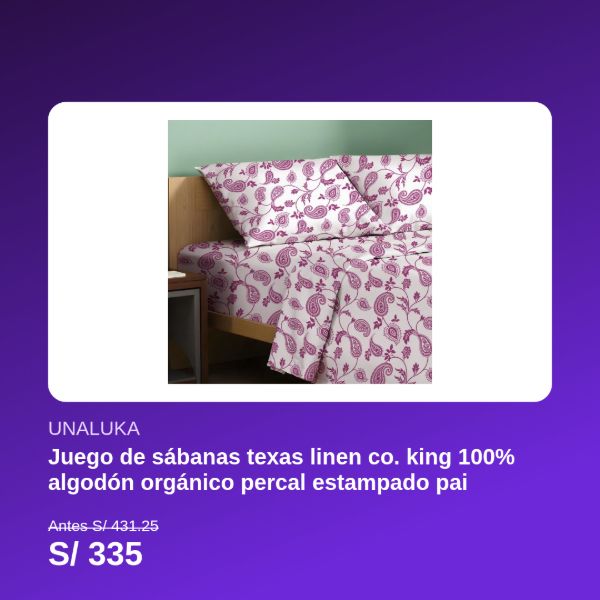 UNALUKA
Juego de sábanas texas linen co. king 100%
algodón orgánico percal estampado pai
Antes S/ 431.25
S/ 335